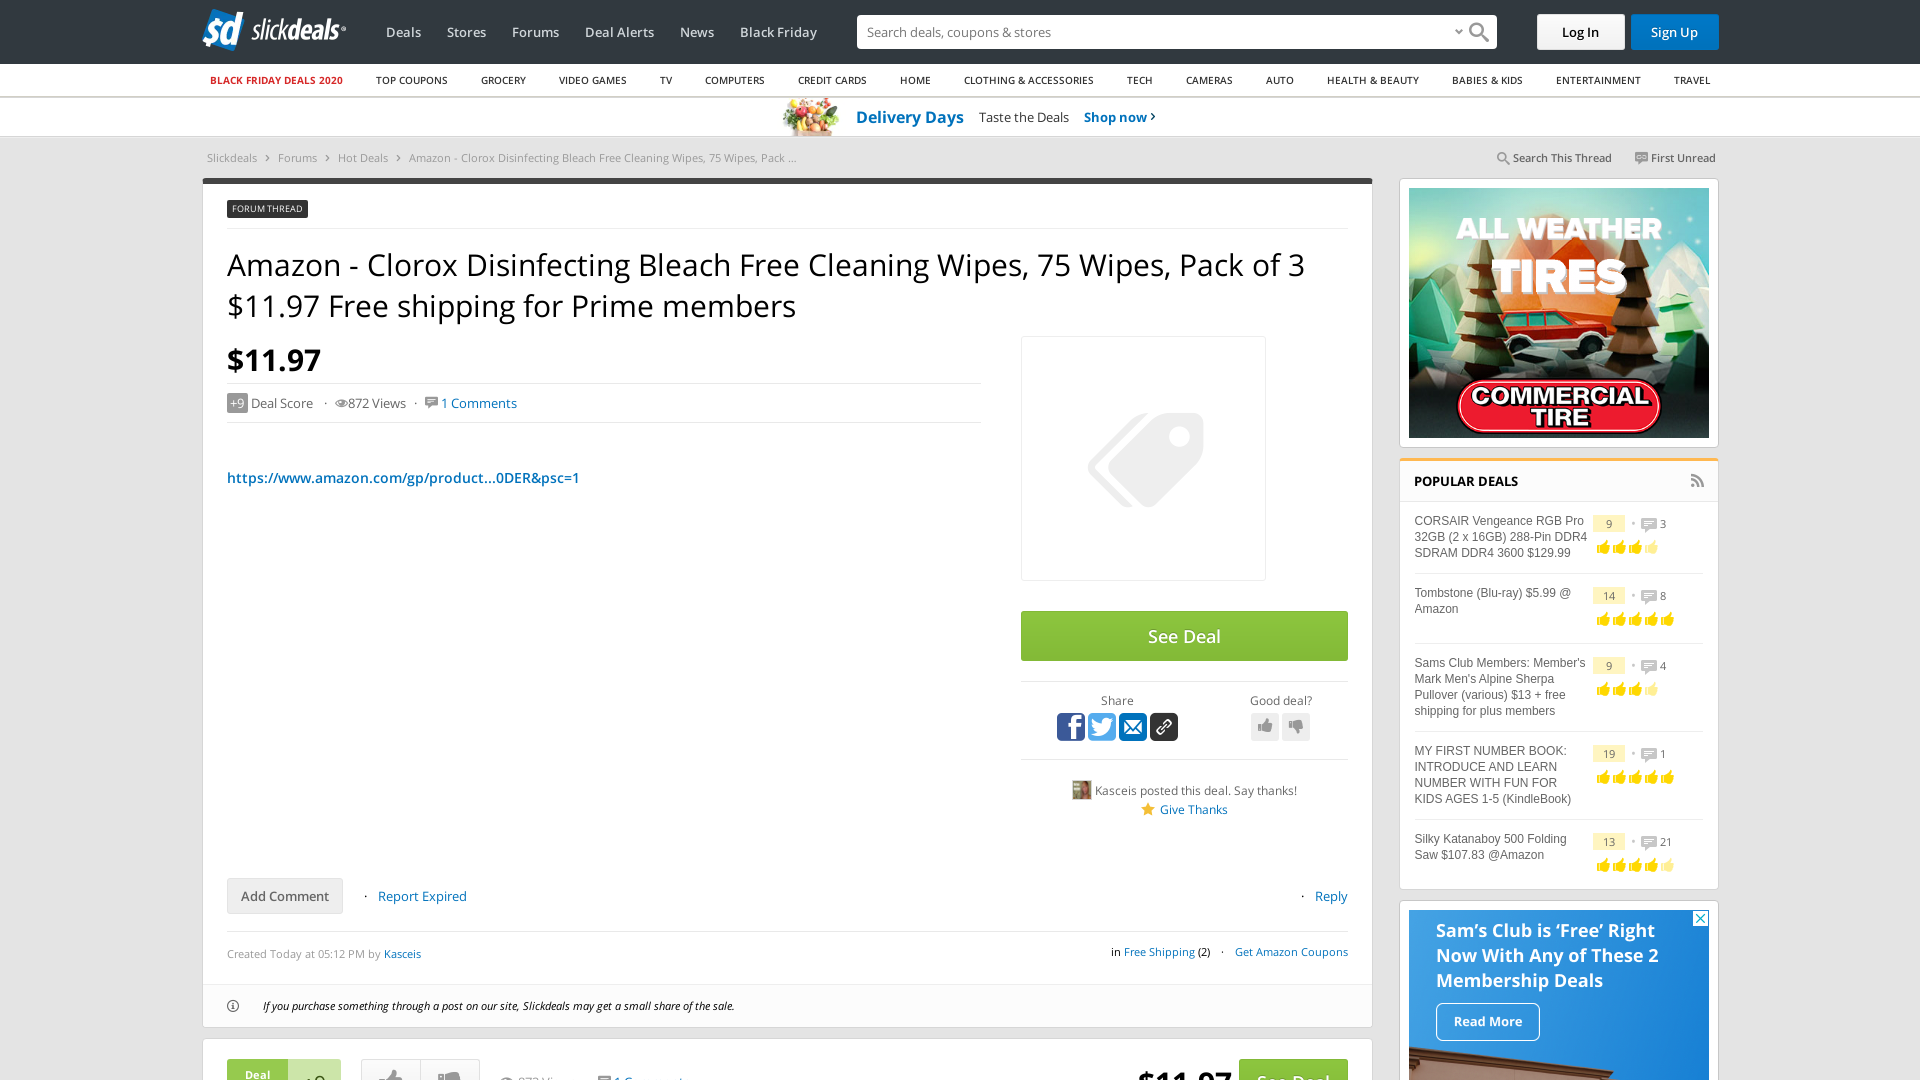 slickdeals
Deals
Stores
Forums
Deal Alerts
News
Black Friday
Search deals, coupons & stores
Log In
Sign Up
BLACK FRIDAY DEALS 2020
TOP COUPONS
GROCERY
VIDEO GAMES
TV
COMPUTERS
CREDIT CARDS
HOME
CLOTHING & ACCESSORIES
TECH
CAMERAS
AUTO
HEALTH & BEAUTY
BABIES & KIDS
ENTERTAINMENT
TRAVEL
Delivery Days Taste the Deals Shop now
Slickdeals › Forums › Hot Deals › Amazon - Clorox Disinfecting Bleach Free Cleaning Wipes, 75 Wipes, Pack ...
Search This Thread
First Unread
FORUM THREAD
Amazon - Clorox Disinfecting Bleach Free Cleaning Wipes, 75 Wipes, Pack of 3
$11.97 Free shipping for Prime members
$11.97
+9 Deal Score · 872 Views · 1 Comments
https://www.amazon.com/gp/product...0DER&psc=1
See Deal
Share
Good deal?
Kasceis posted this deal. Say thanks!
Give Thanks
Add Comment
· Report Expired
· Reply
Created Today at 05:12 PM by Kasceis
in Free Shipping (2) · Get Amazon Coupons
If you purchase something through a post on our site, Slickdeals may get a small share of the sale.
Deal
$11.97
See Deal
ALL WEATHER
TIRES
COMMERCIAL
TIRE
POPULAR DEALS
CORSAIR Vengeance RGB Pro
32GB (2 x 16GB) 288-Pin DDR4
SDRAM DDR4 3600 $129.99
9 · 3
Tombstone (Blu-ray) $5.99 @
Amazon
14 · 8
Sams Club Members: Member's
Mark Men's Alpine Sherpa
Pullover (various) $13 + free
shipping for plus members
9 · 4
MY FIRST NUMBER BOOK:
INTRODUCE AND LEARN
NUMBER WITH FUN FOR
KIDS AGES 1-5 (KindleBook)
19 · 1
Silky Katanaboy 500 Folding
Saw $107.83 @Amazon
13 · 21
Sam's Club is 'Free' Right
Now With Any of These 2
Membership Deals
Read More